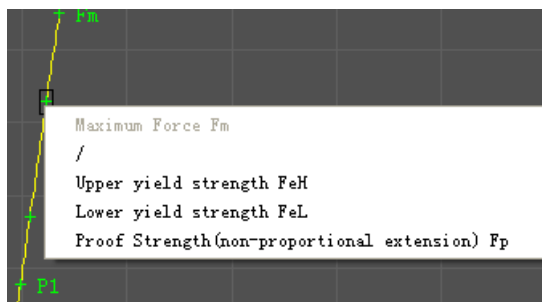 Fm
Maximum Force Fm
/
Upper yield strength FeH
Lower yield strength FeL
Proof Strength(non-proportional extension) Fp
P1